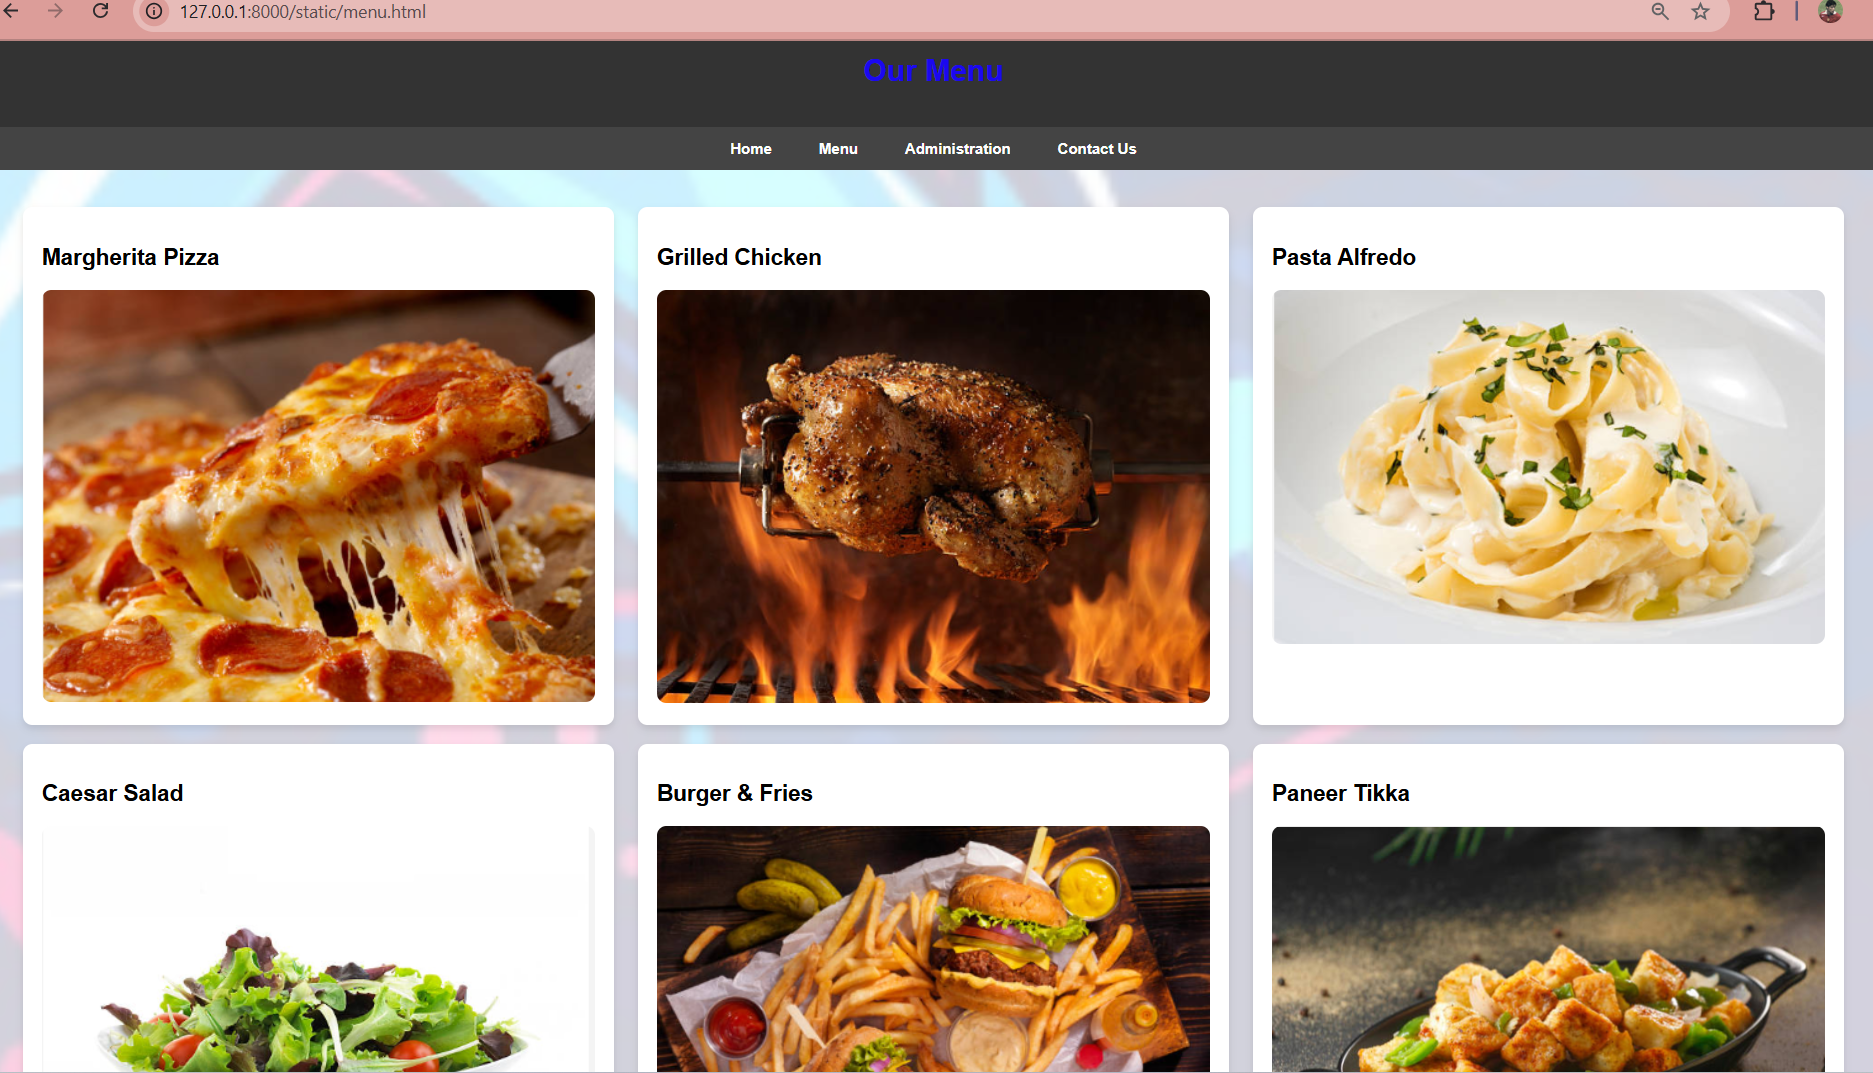 127.0.0.1:8000/static/menu.html
Our Menu
Home Menu Administration Contact Us
Margherita Pizza Grilled Chicken Pasta Alfredo
Caesar Salad Burger & Fries Paneer Tikka